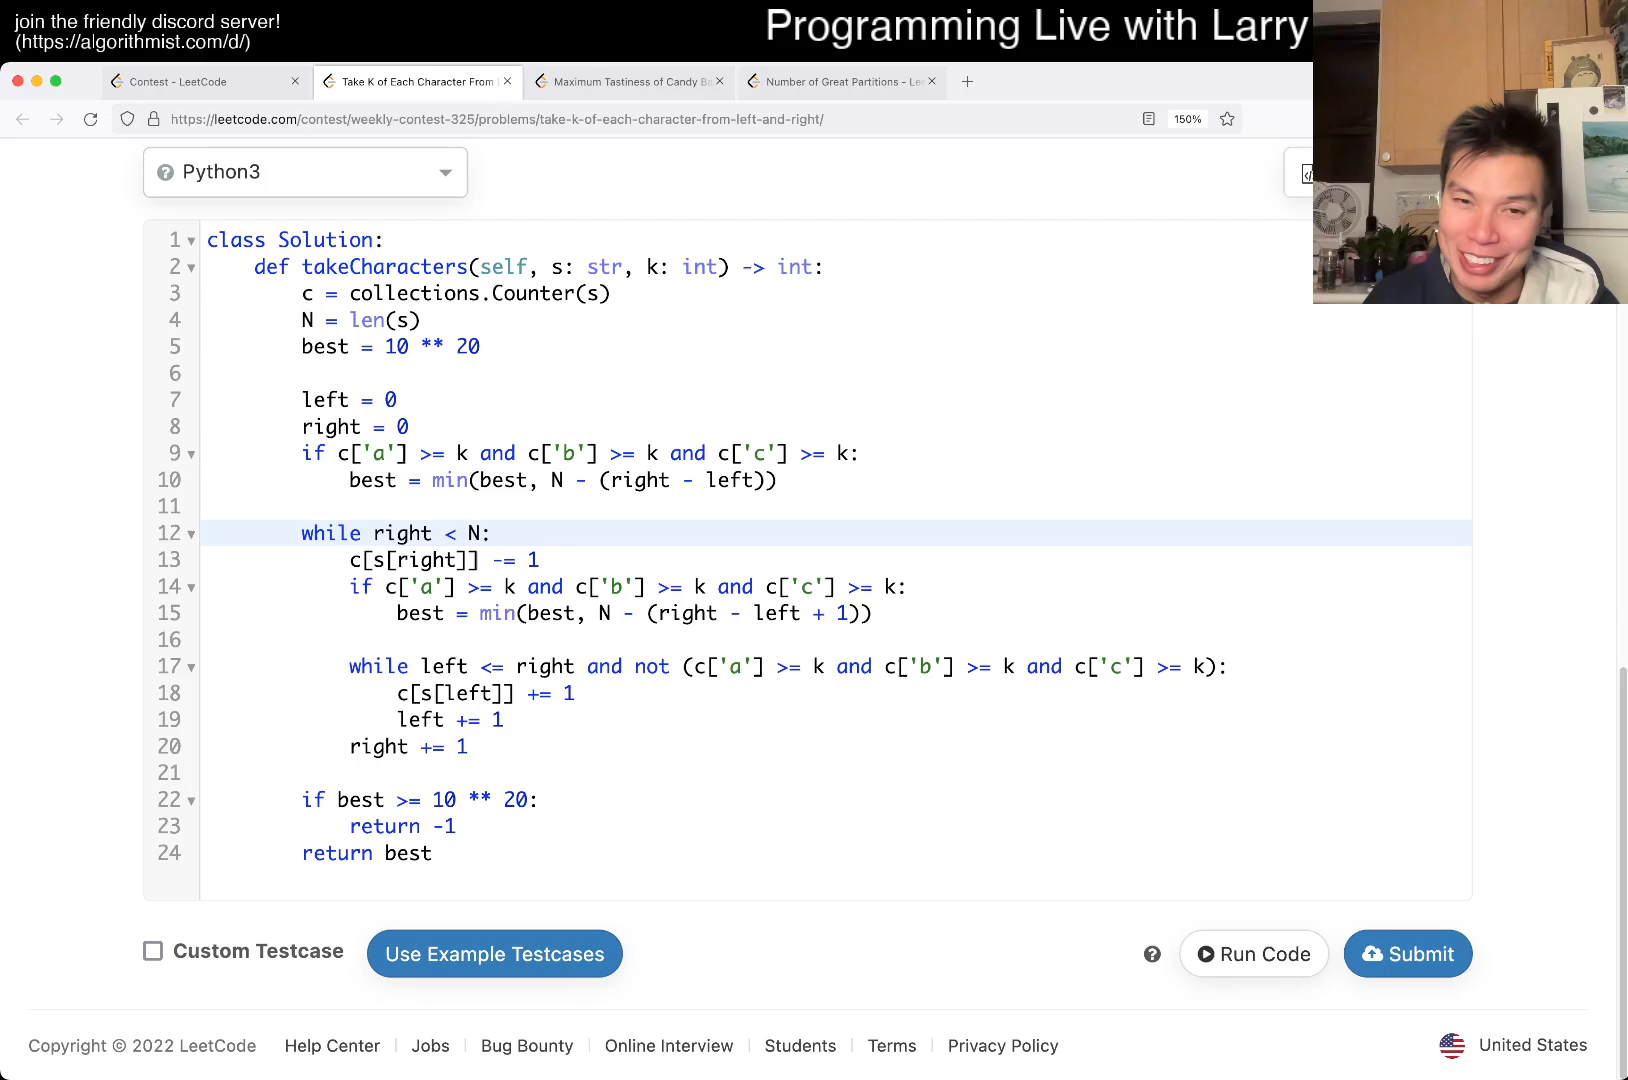 join the friendly discord server!
(https://algorithmist.com/d/)
Programming Live with Larry
Contest - LeetCode
Take K of Each Character From
Maximum Tastiness of Candy Ba
Number of Great Partitions - Le
https://leetcode.com/contest/weekly-contest-325/problems/take-k-of-each-character-from-left-and-right/
150%
Python3
1 class Solution:
2     def takeCharacters(self, s: str, k: int) -> int:
3         c = collections.Counter(s)
4         N = len(s)
5         best = 10 ** 20
6
7         left = 0
8         right = 0
9         if c['a'] >= k and c['b'] >= k and c['c'] >= k:
10             best = min(best, N - (right - left))
11
12         while right < N:
13             c[s[right]] -= 1
14             if c['a'] >= k and c['b'] >= k and c['c'] >= k:
15                 best = min(best, N - (right - left + 1))
16
17             while left <= right and not (c['a'] >= k and c['b'] >= k and c['c'] >= k):
18                 c[s[left]] += 1
19                 left += 1
20             right += 1
21
22         if best >= 10 ** 20:
23             return -1
24         return best
Custom Testcase
Use Example Testcases
Run Code
Submit
Copyright © 2022 LeetCode
Help Center
Jobs
Bug Bounty
Online Interview
Students
Terms
Privacy Policy
United States